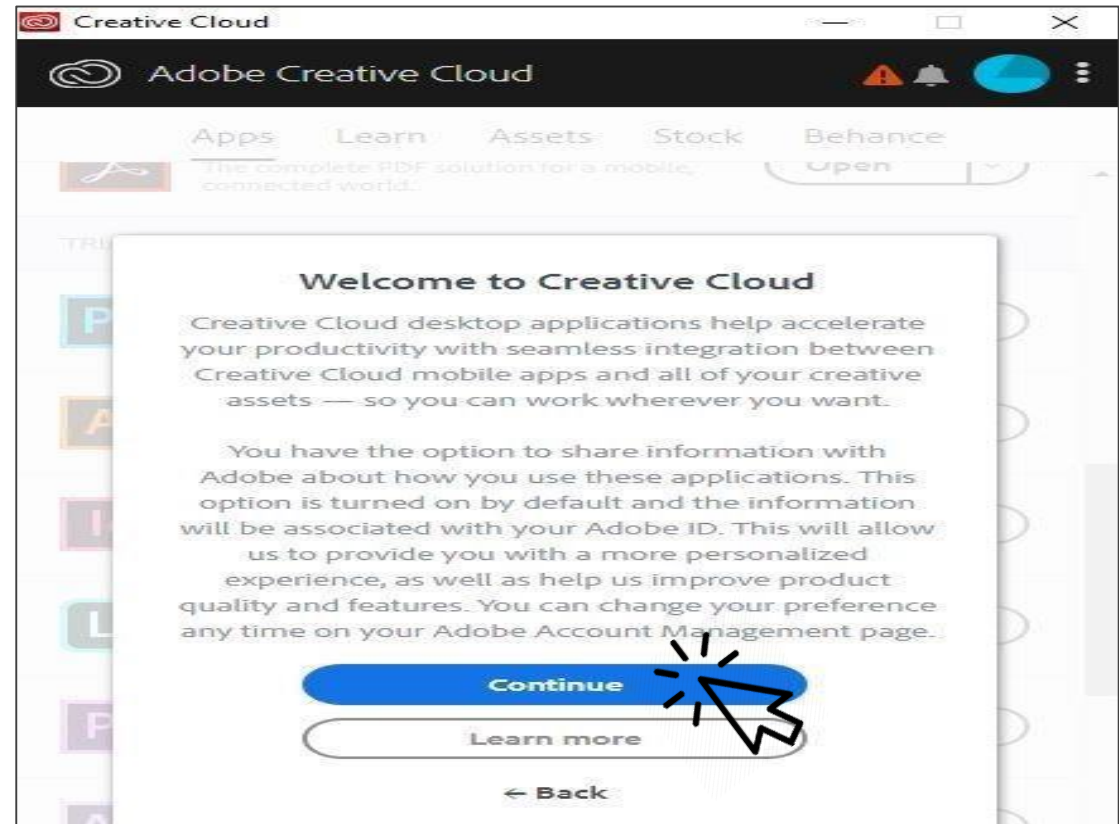 Creative Cloud
Adobe Creative Cloud
Apps Learn Assets Stock Behance
The complete PDF solution for a mobile,
connected world.
Open
TRU
Welcome to Creative Cloud
Creative Cloud desktop applications help accelerate
your productivity with seamless integration between
Creative Cloud mobile apps and all of your creative
assets — so you can work wherever you want.
You have the option to share information with
Adobe about how you use these applications. This
option is turned on by default and the information
will be associated with your Adobe ID. This will allow
us to provide you with a more personalized
experience, as well as help us improve product
quality and features. You can change your preference
any time on your Adobe Account Management page.
Continue
Learn more
← Back